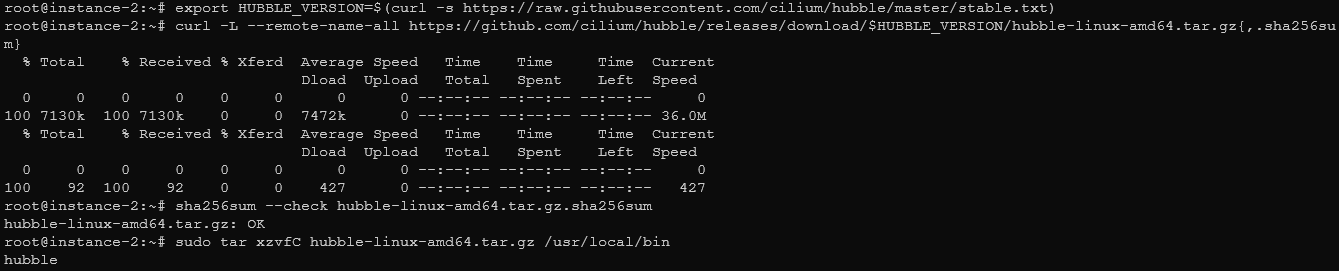 root@instance-2:~# export HUBBLE_VERSION=$(curl -s https://raw.githubusercontent.com/cilium/hubble/master/stable.txt)
root@instance-2:~# curl -L --remote-name-all https://github.com/cilium/hubble/releases/download/$HUBBLE_VERSION/hubble-linux-amd64.tar.gz{,.sha256su
m}
  % Total    % Received % Xferd  Average Speed   Time    Time     Time  Current
                                 Dload  Upload   Total   Spent    Left  Speed
  0     0    0     0    0     0      0      0 --:--:-- --:--:-- --:--:--     0
100 7130k  100 7130k    0     0  7472k      0 --:--:-- --:--:-- --:--:-- 36.0M
  % Total    % Received % Xferd  Average Speed   Time    Time     Time  Current
                                 Dload  Upload   Total   Spent    Left  Speed
  0     0    0     0    0     0      0      0 --:--:-- --:--:-- --:--:--     0
100    92  100    92    0     0    427      0 --:--:-- --:--:-- --:--:--   427
root@instance-2:~# sha256sum --check hubble-linux-amd64.tar.gz.sha256sum
hubble-linux-amd64.tar.gz: OK
root@instance-2:~# sudo tar xzvfC hubble-linux-amd64.tar.gz /usr/local/bin
hubble